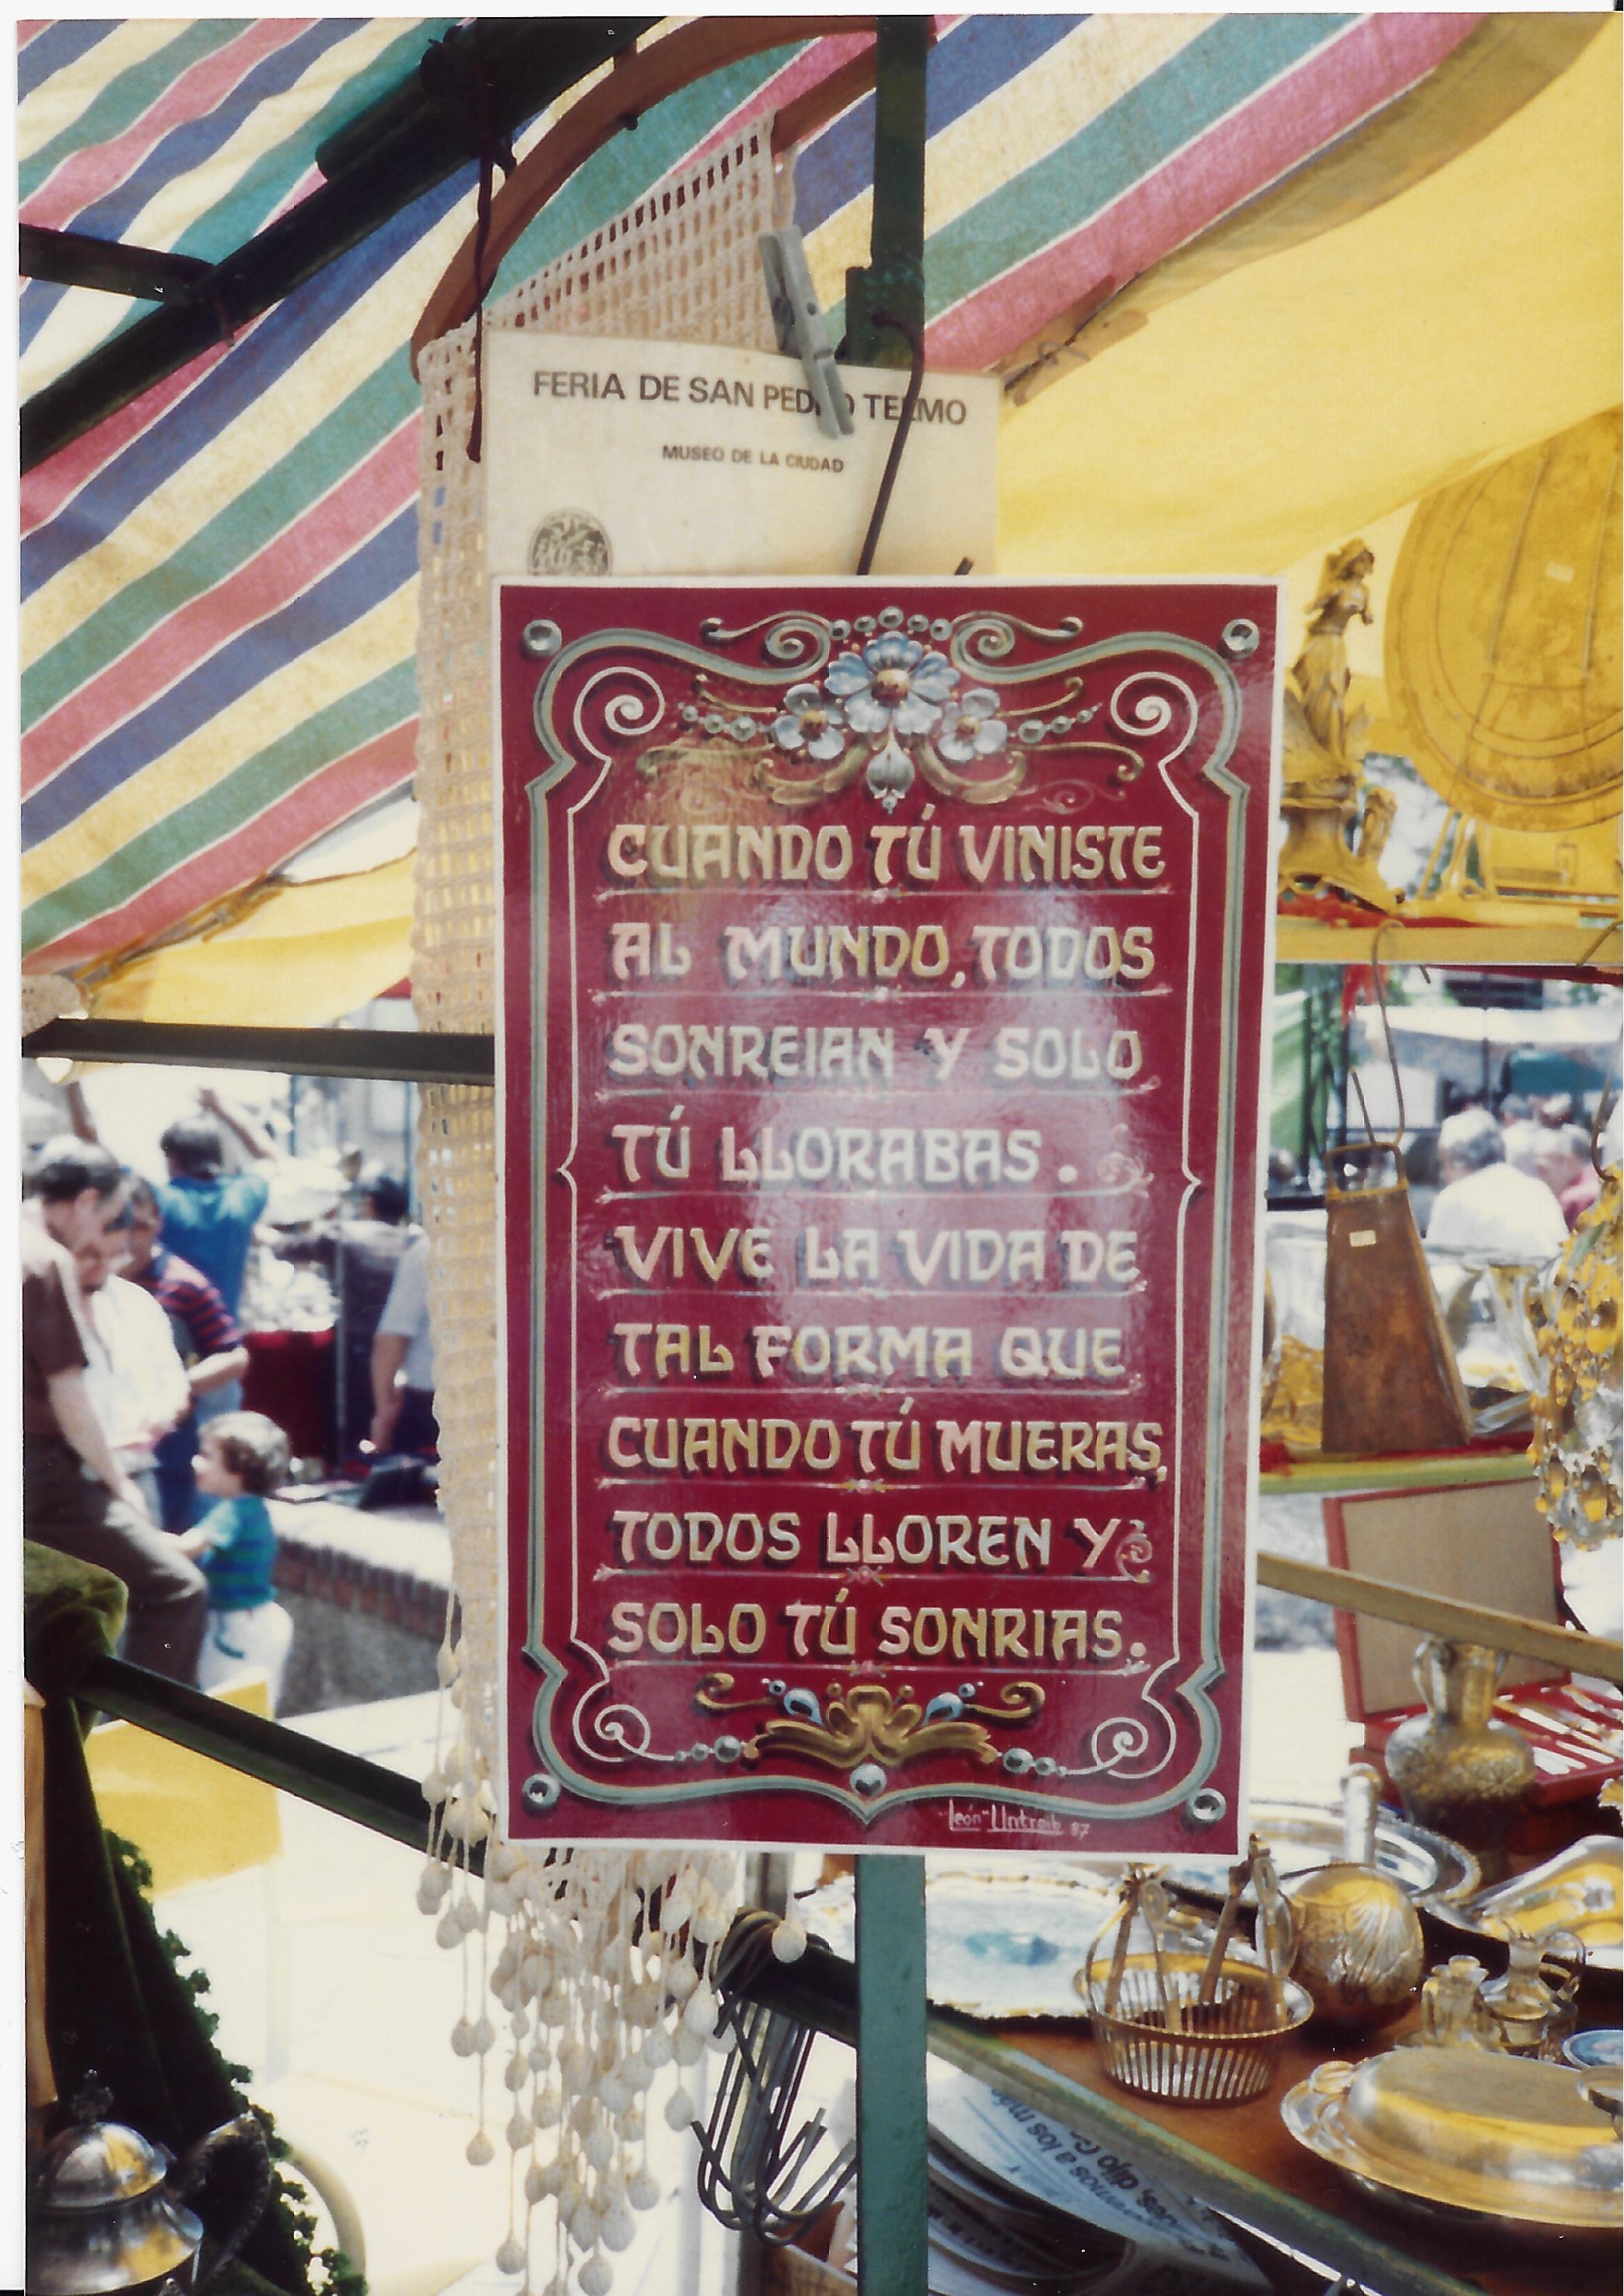 FERIA DE SAN PEDRO TELMO
MUSEO DE LA CIUDAD
CUANDO TÚ VINISTE
AL MUNDO, TODOS
SONREIAN Y SOLO
TÚ LLORABAS.
VIVE LA VIDA DE
TAL FORMA QUE
CUANDO TÚ MUERAS,
TODOS LLOREN Y
SOLO TÚ SONRIAS.
León Untroib 87